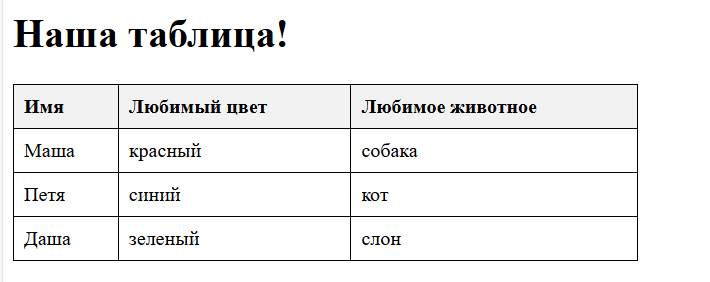 Наша таблица!
Имя Любимый цвет Любимое животное
Маша красный собака
Петя синий кот
Даша зеленый слон